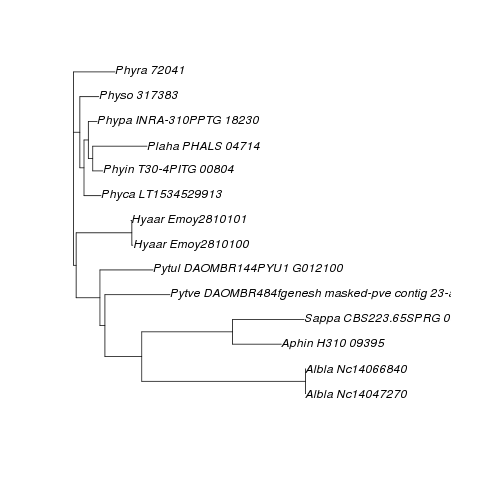 Phyra 72041
Physo 317383
Phypa INRA-310PPTG 18230
Plaha PHALS 04714
Phyin T30-4PITG 00804
Phyca LT1534529913
Hyaar Emoy2810101
Hyaar Emoy2810100
Pytul DAOMBR144PYU1 G012100
Pytve DAOMBR484fgenesh masked-pve contig 23-
Sappa CBS223.65SPRG 0
Aphin H310 09395
Albla Nc14066840
Albla Nc14047270